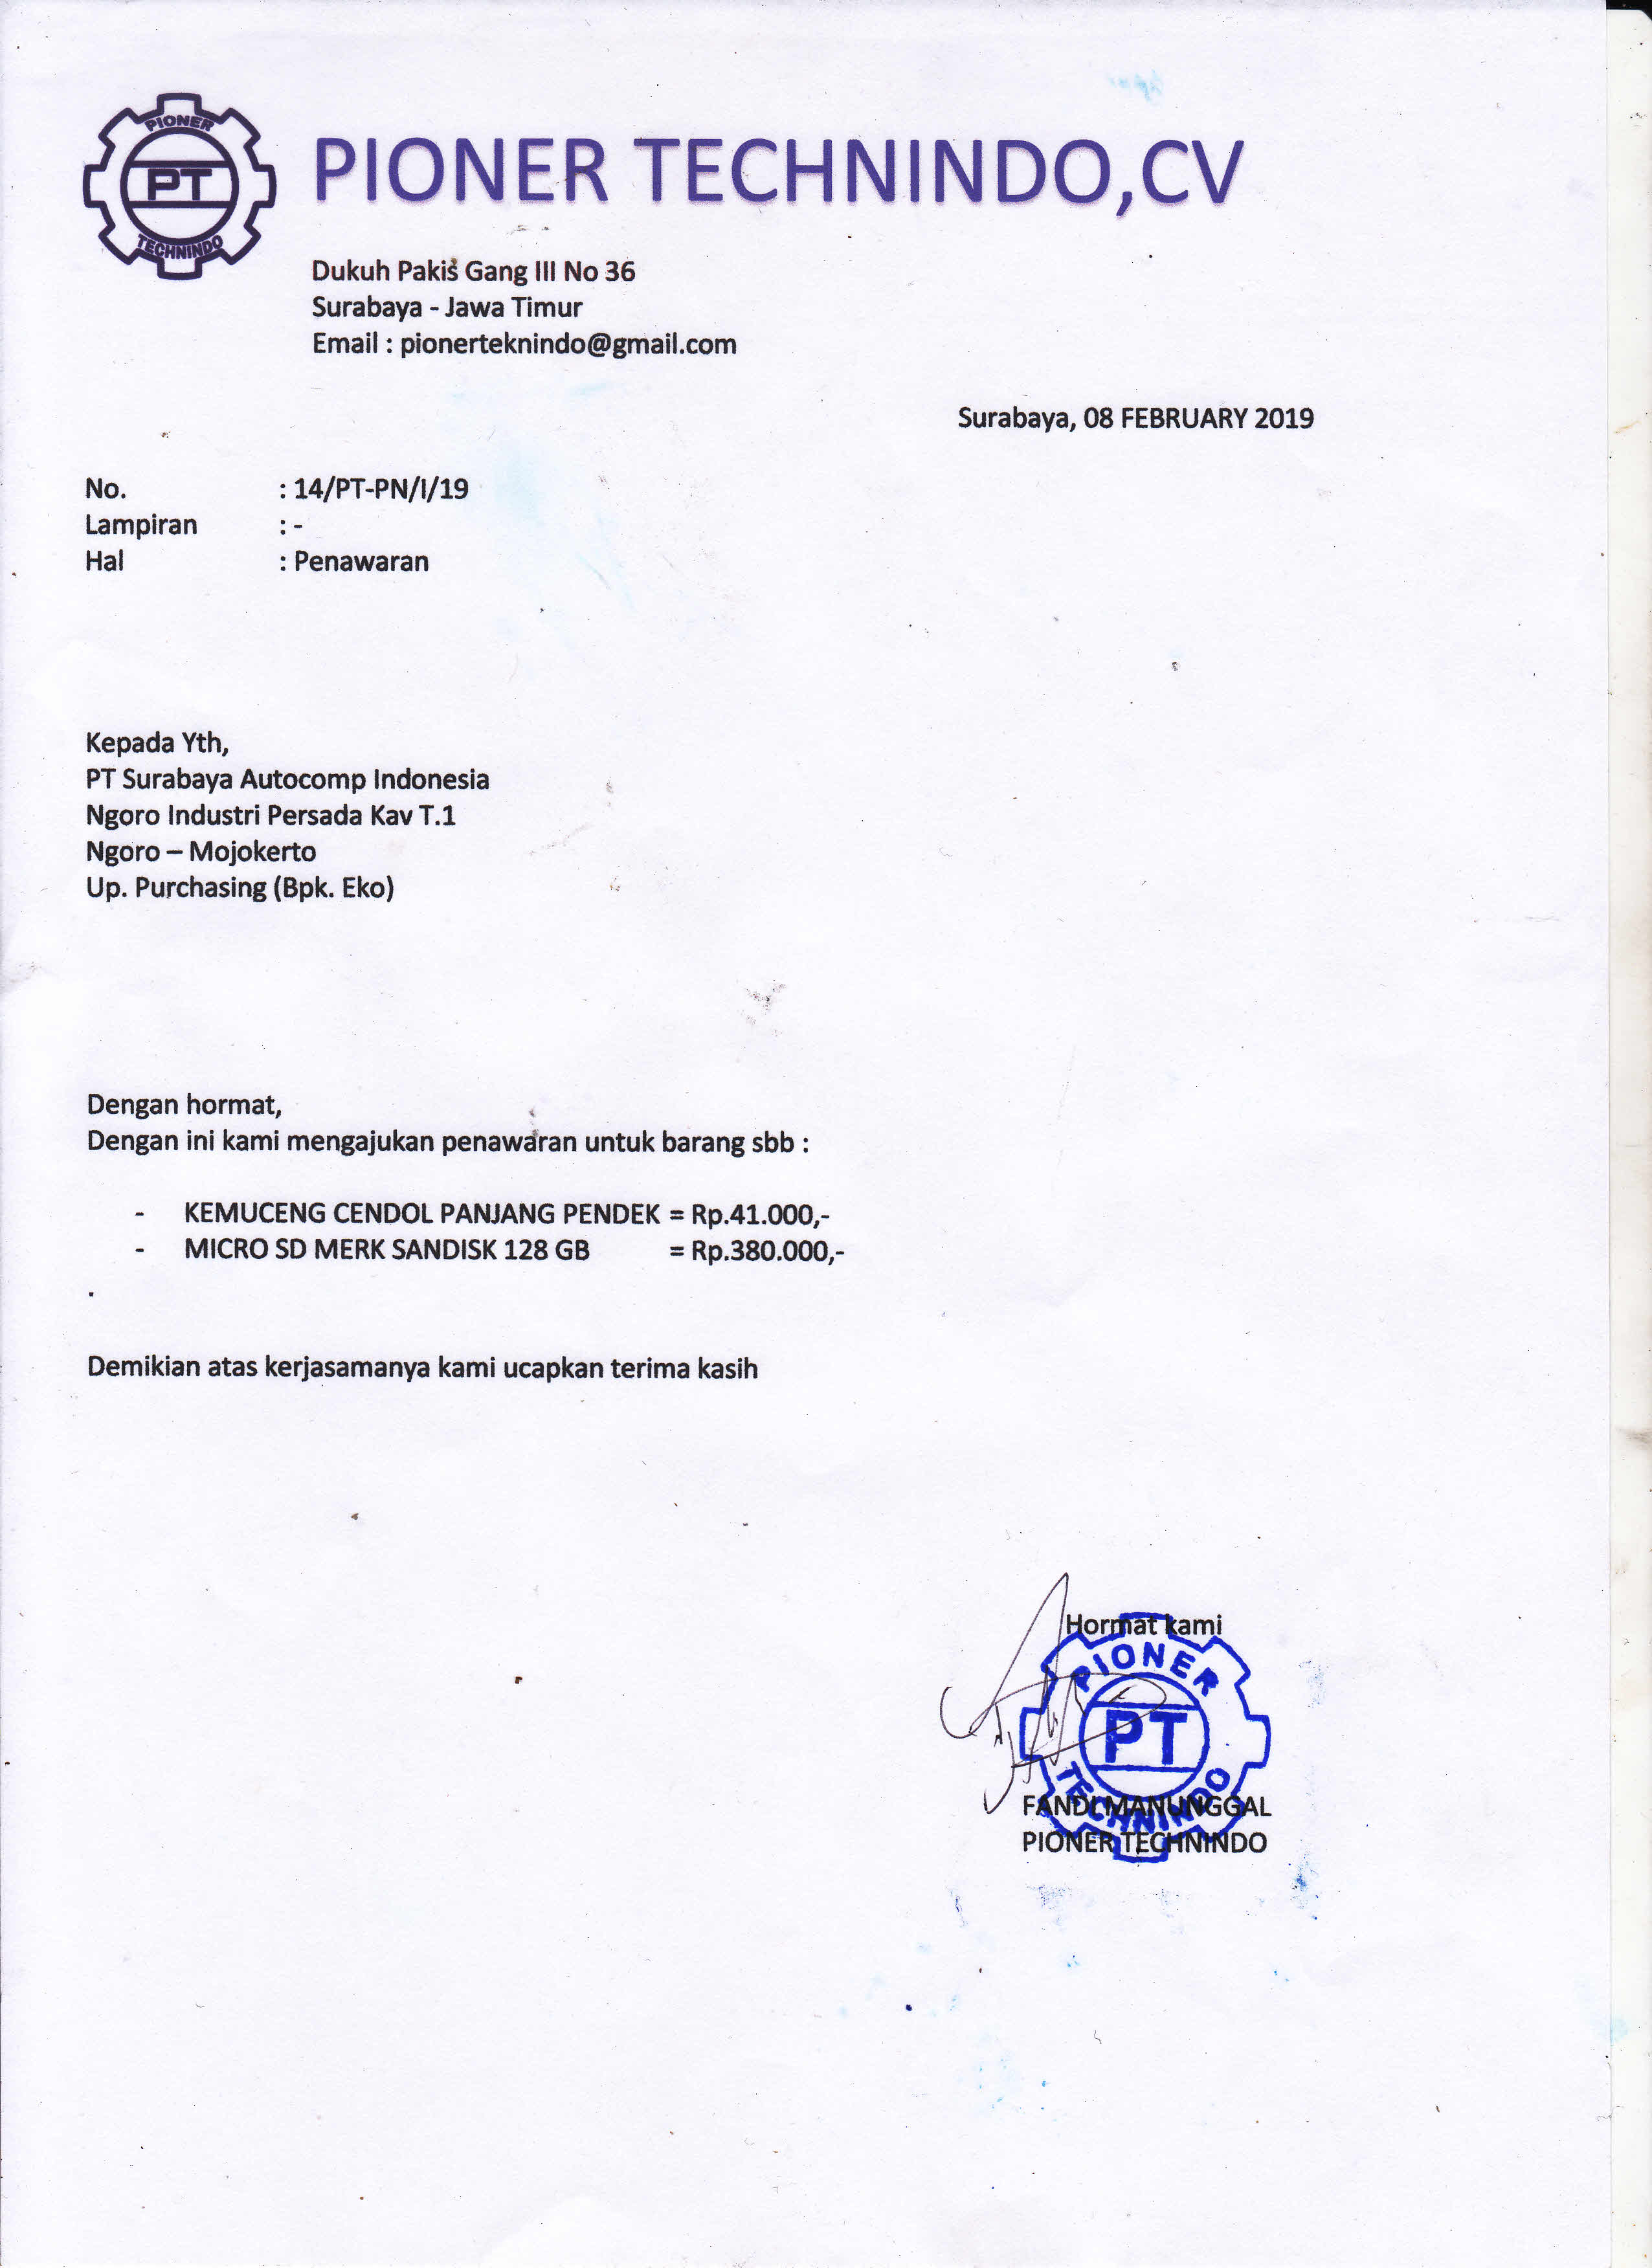 PIONER
PT
TECHNINDO
PIONER TECHNINDO,CV
Dukuh Pakis Gang III No 36
Surabaya - Jawa Timur
Email : pionerteknindo@gmail.com
Surabaya, 08 FEBRUARY 2019
No. : 14/PT-PN/I/19
Lampiran : -
Hal : Penawaran
Kepada Yth,
PT Surabaya Autocomp Indonesia
Ngoro Industri Persada Kav T.1
Ngoro – Mojokerto
Up. Purchasing (Bpk. Eko)
Dengan hormat,
Dengan ini kami mengajukan penawaran untuk barang sbb :
- KEMUCENG CENDOL PANJANG PENDEK = Rp.41.000,-
- MICRO SD MERK SANDISK 128 GB = Rp.380.000,-
.
Demikian atas kerjasamanya kami ucapkan terima kasih
Hormat kami
PIONER
PT
TECHNINDO
FANDI MANUNGGAL
PIONER TECHNINDO